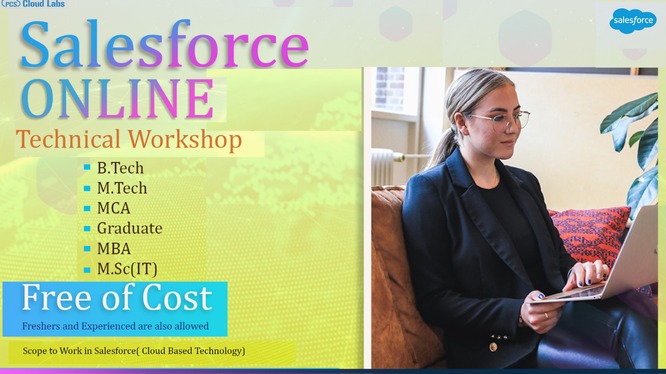 (PCS) Cloud Labs
salesforce
Salesforce
ONLINE
Technical Workshop
B.Tech
M.Tech
MCA
Graduate
MBA
M.Sc(IT)
Free of Cost
Freshers and Experienced are also allowed
Scope to Work in Salesforce( Cloud Based Technology)